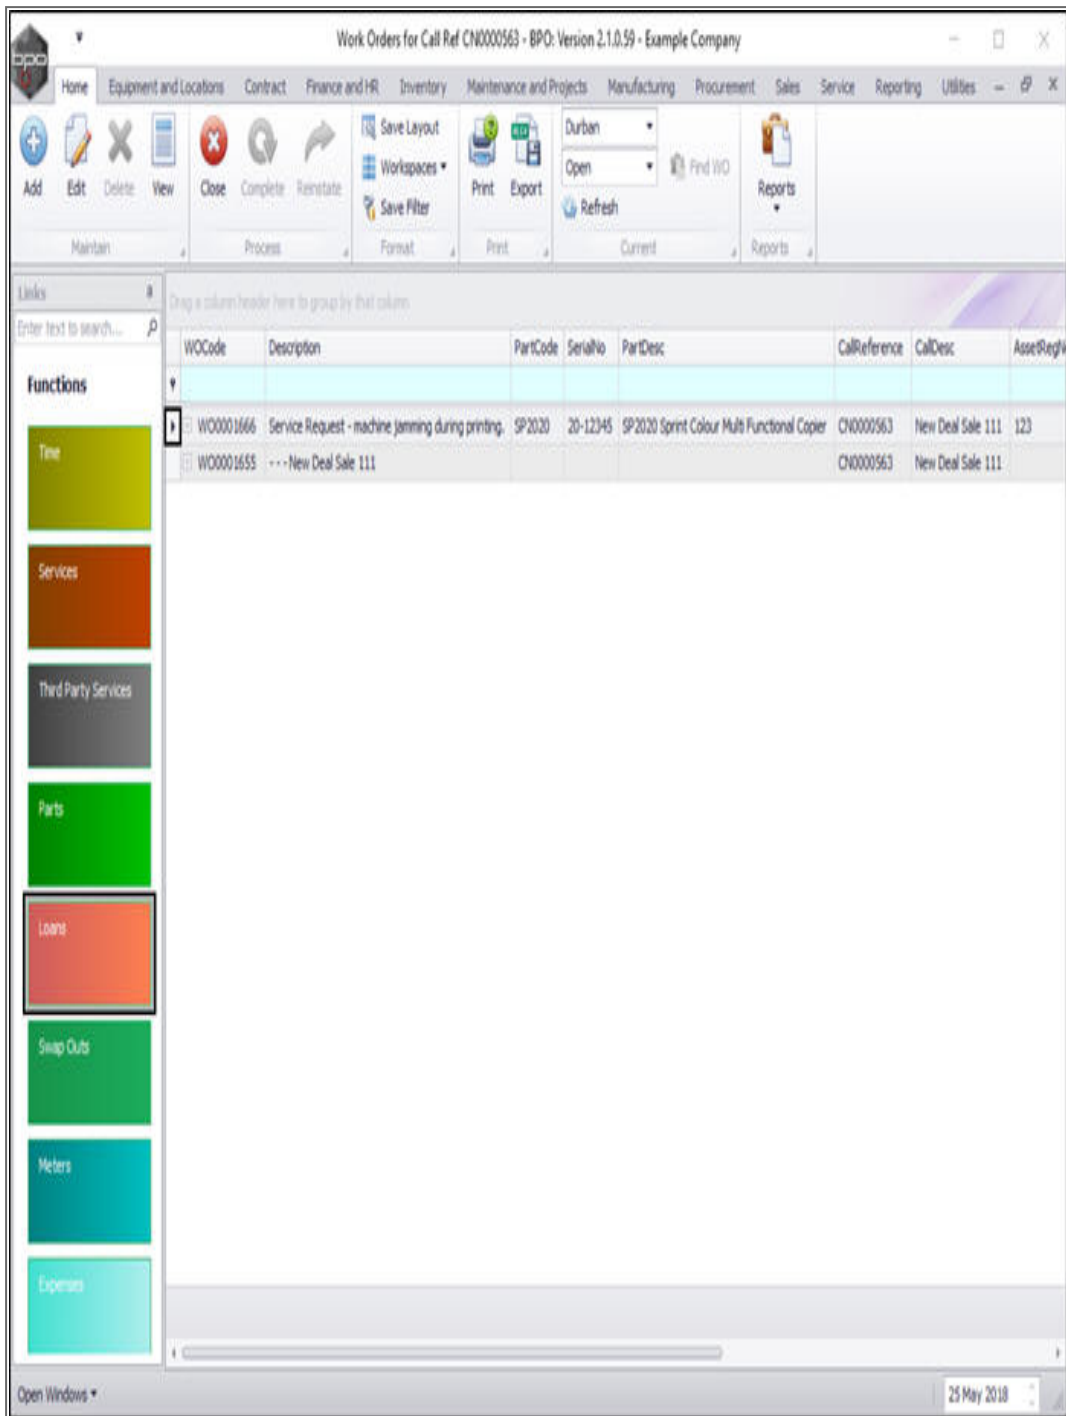 Work Orders for Call Ref CN0000563 - BPO: Version 2.1.0.59 - Example Company
bpo
Home Equipment and Locations Contract Finance and HR Inventory Maintenance and Projects Manufacturing Procurement Sales Service Reporting Utilities
Save Layout Durban
Workspaces Open Find WO
Add Edit Delete View Close Complete Reinstate Print Export Reports
Save Filter Refresh
Maintain Process Format Print Current Reports
Links
Drag a column header here to group by that column
Enter text to search...
WOCode Description PartCode SerialNo PartDesc CallReference CallDesc AssetRegN
Functions
WO0001666 Service Request - machine jamming during printing. SP2020 20-12345 SP2020 Sprint Colour Multi Functional Copier CN0000563 New Deal Sale 111 123
WO0001655 - - - New Deal Sale 111 CN0000563 New Deal Sale 111
Time
Services
Third Party Services
Parts
Loans
Swap Outs
Meters
Expenses
Open Windows 25 May 2018